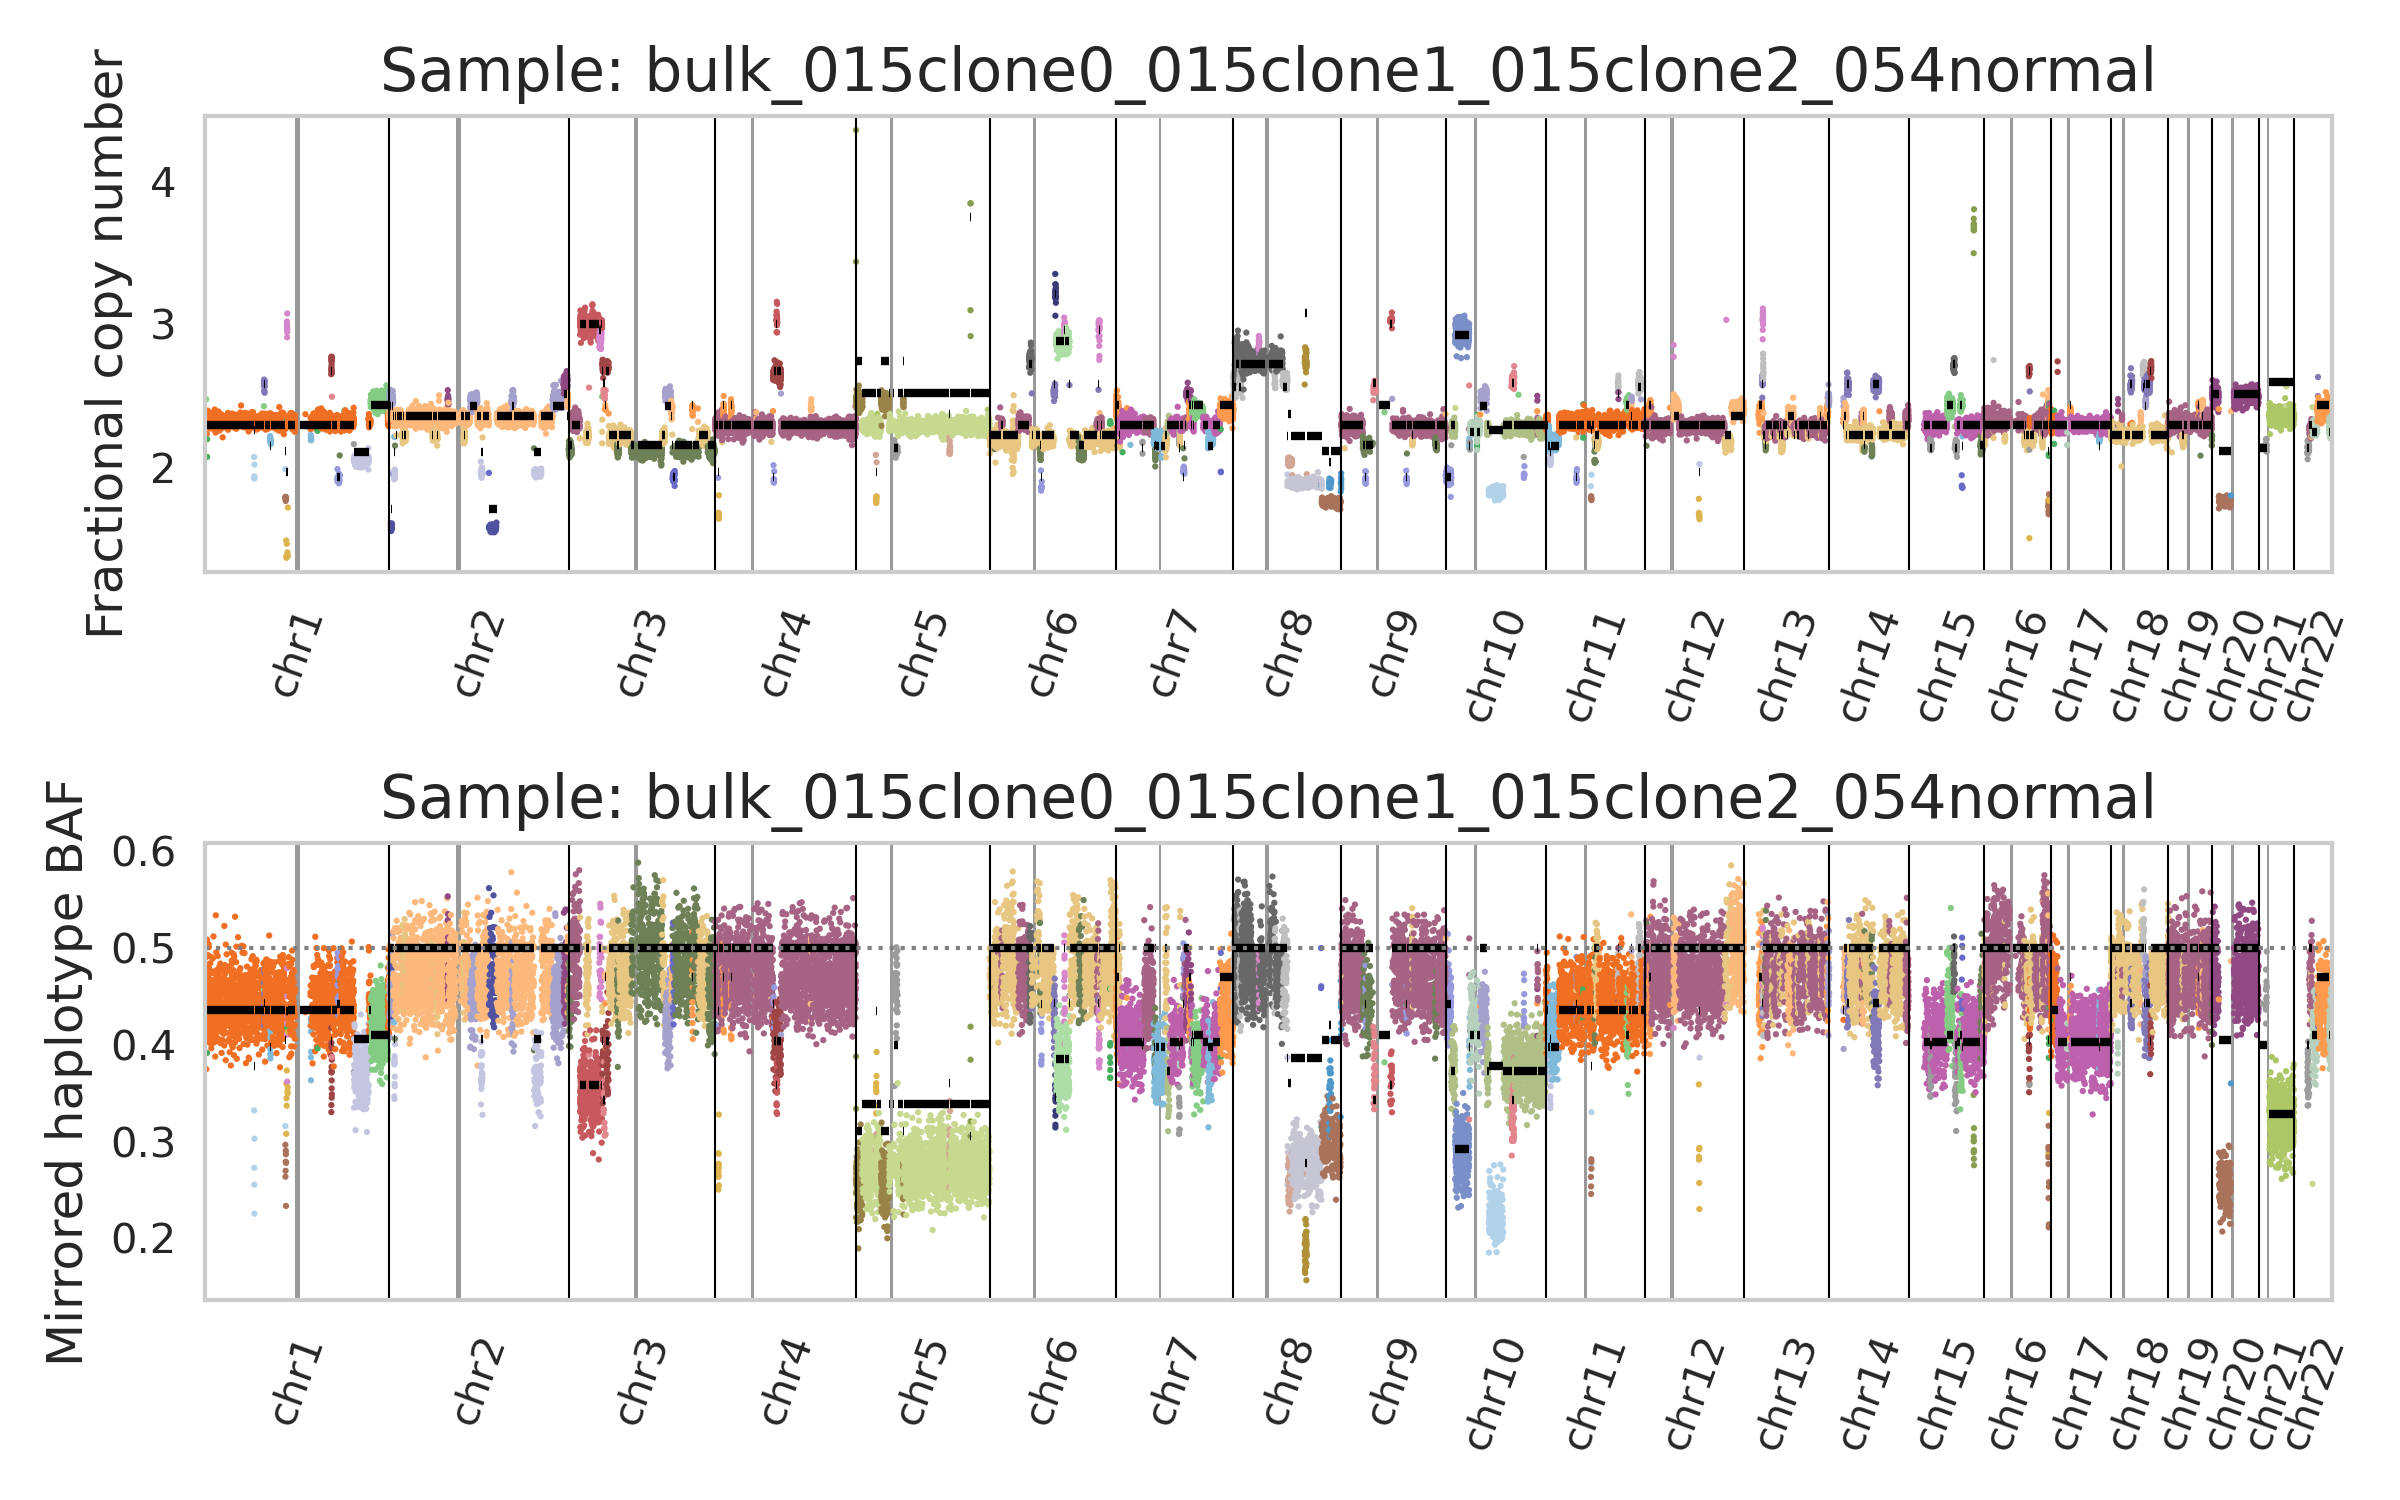 Sample: bulk_015clone0_015clone1_015clone2_054normal
Fractional copy number
4
3
2
chr1 chr2 chr3 chr4 chr5 chr6 chr7 chr8 chr9 chr10 chr11 chr12 chr13 chr14 chr15 chr16 chr17 chr18 chr19 chr20 chr21 chr22
Sample: bulk_015clone0_015clone1_015clone2_054normal
Mirrored haplotype BAF
0.6
0.5
0.4
0.3
0.2
chr1 chr2 chr3 chr4 chr5 chr6 chr7 chr8 chr9 chr10 chr11 chr12 chr13 chr14 chr15 chr16 chr17 chr18 chr19 chr20 chr21 chr22